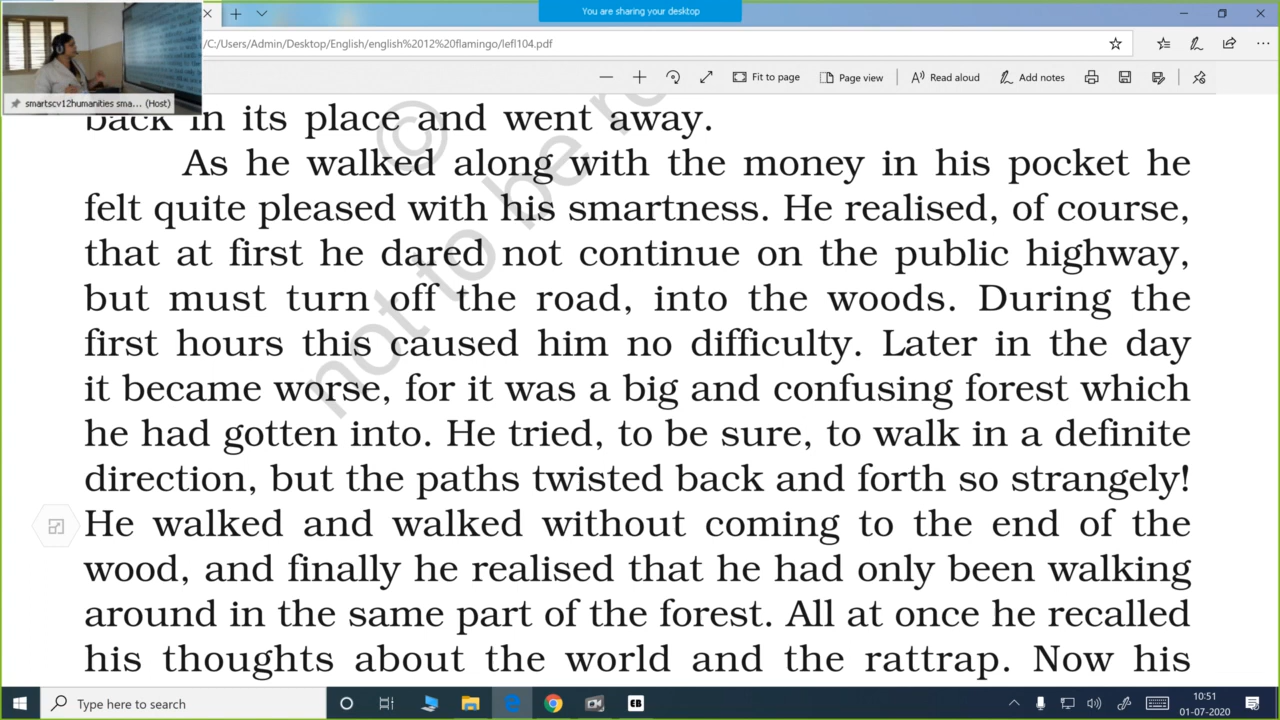 You are sharing your desktop
/C:/Users/Admin/Desktop/English/english%2012%20flamingo/lefl104.pdf
Fit to page
Page view
Read aloud
Add notes
smartscv12humanities sma... (Host)
back in its place and went away.
As he walked along with the money in his pocket he
felt quite pleased with his smartness. He realised, of course,
that at first he dared not continue on the public highway,
but must turn off the road, into the woods. During the
first hours this caused him no difficulty. Later in the day
it became worse, for it was a big and confusing forest which
he had gotten into. He tried, to be sure, to walk in a definite
direction, but the paths twisted back and forth so strangely!
He walked and walked without coming to the end of the
wood, and finally he realised that he had only been walking
around in the same part of the forest. All at once he recalled
his thoughts about the world and the rattrap. Now his
© not to be
Type here to search
EB
10:51
01-07-2020